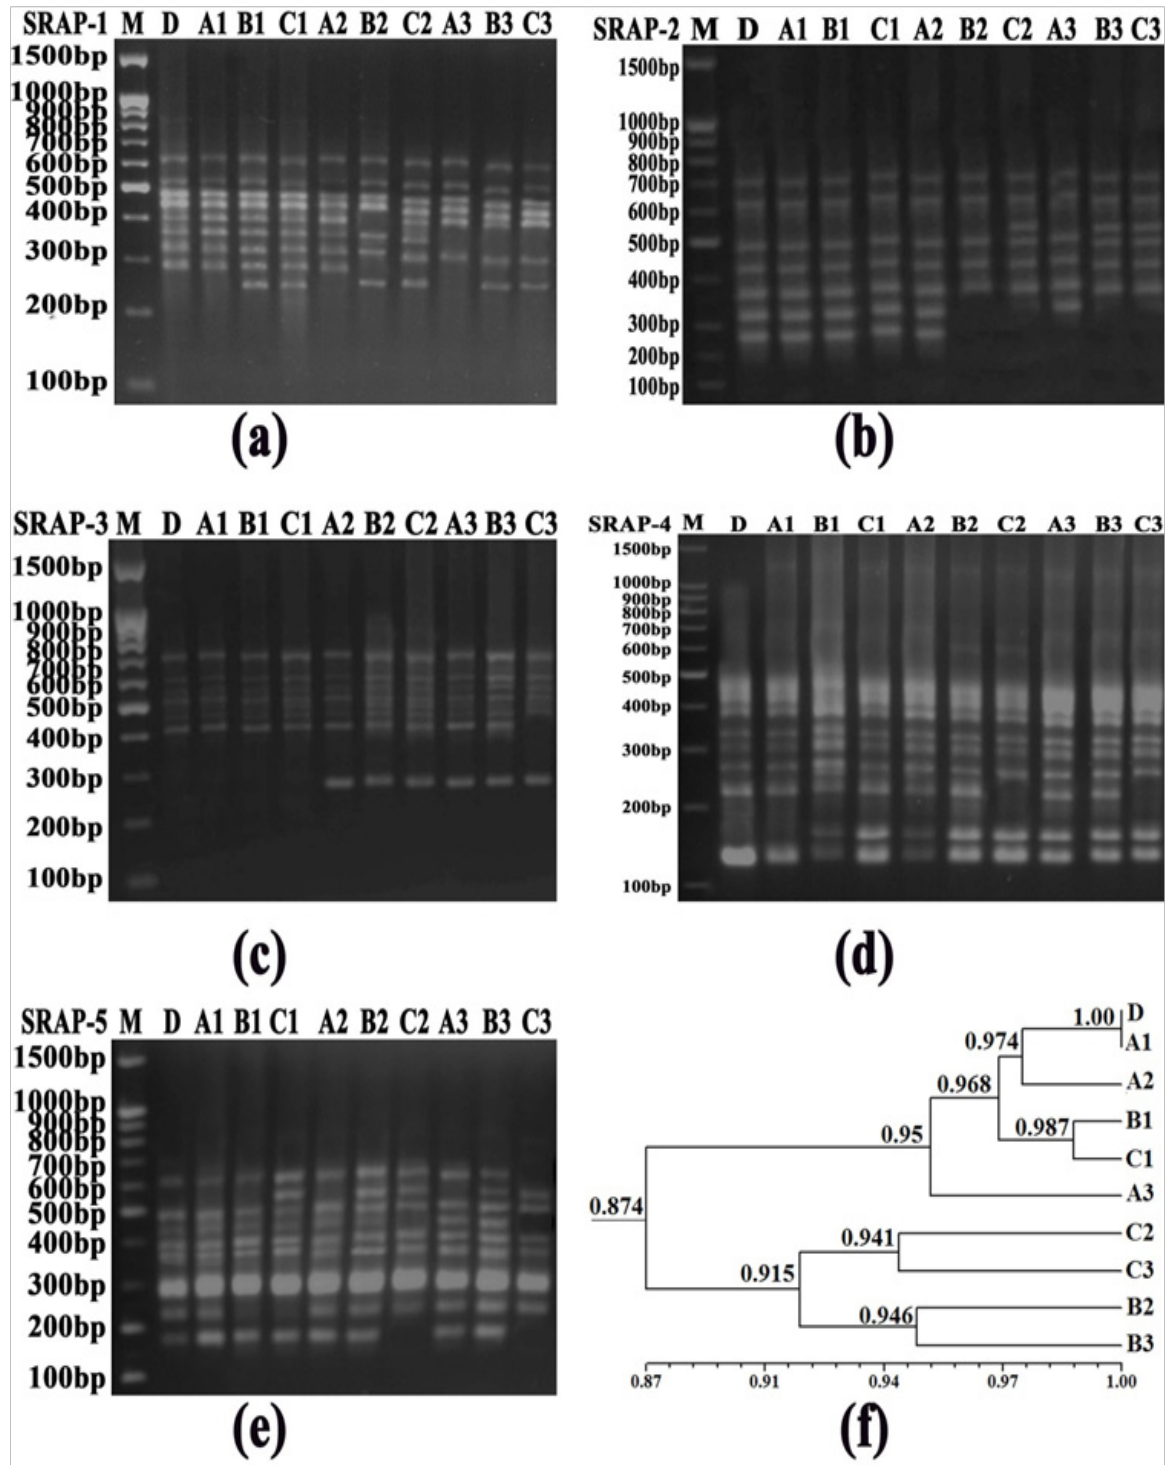 SRAP-1 M D A1 B1 C1 A2 B2 C2 A3 B3 C3
1500bp
1000bp
900bp
800bp
700bp
600bp
500bp
400bp
300bp
200bp
100bp
(a)
SRAP-2 M D A1 B1 C1 A2 B2 C2 A3 B3 C3
1500bp
1000bp
900bp
800bp
700bp
600bp
500bp
400bp
300bp
200bp
100bp
(b)
SRAP-3 M D A1 B1 C1 A2 B2 C2 A3 B3 C3
1500bp
1000bp
900bp
800bp
700bp
600bp
500bp
400bp
300bp
200bp
100bp
(c)
SRAP-4 M D A1 B1 C1 A2 B2 C2 A3 B3 C3
1500bp
1000bp
900bp
800bp
700bp
600bp
500bp
400bp
300bp
200bp
100bp
(d)
SRAP-5 M D A1 B1 C1 A2 B2 C2 A3 B3 C3
1500bp
1000bp
900bp
800bp
700bp
600bp
500bp
400bp
300bp
200bp
100bp
(e)
1.00 D
0.974 A1
A2
0.968
B1
0.987
0.95
C1
A3
0.874
C2
0.941
C3
0.915
B2
0.946
B3
0.87 0.91 0.94 0.97 1.00
(f)